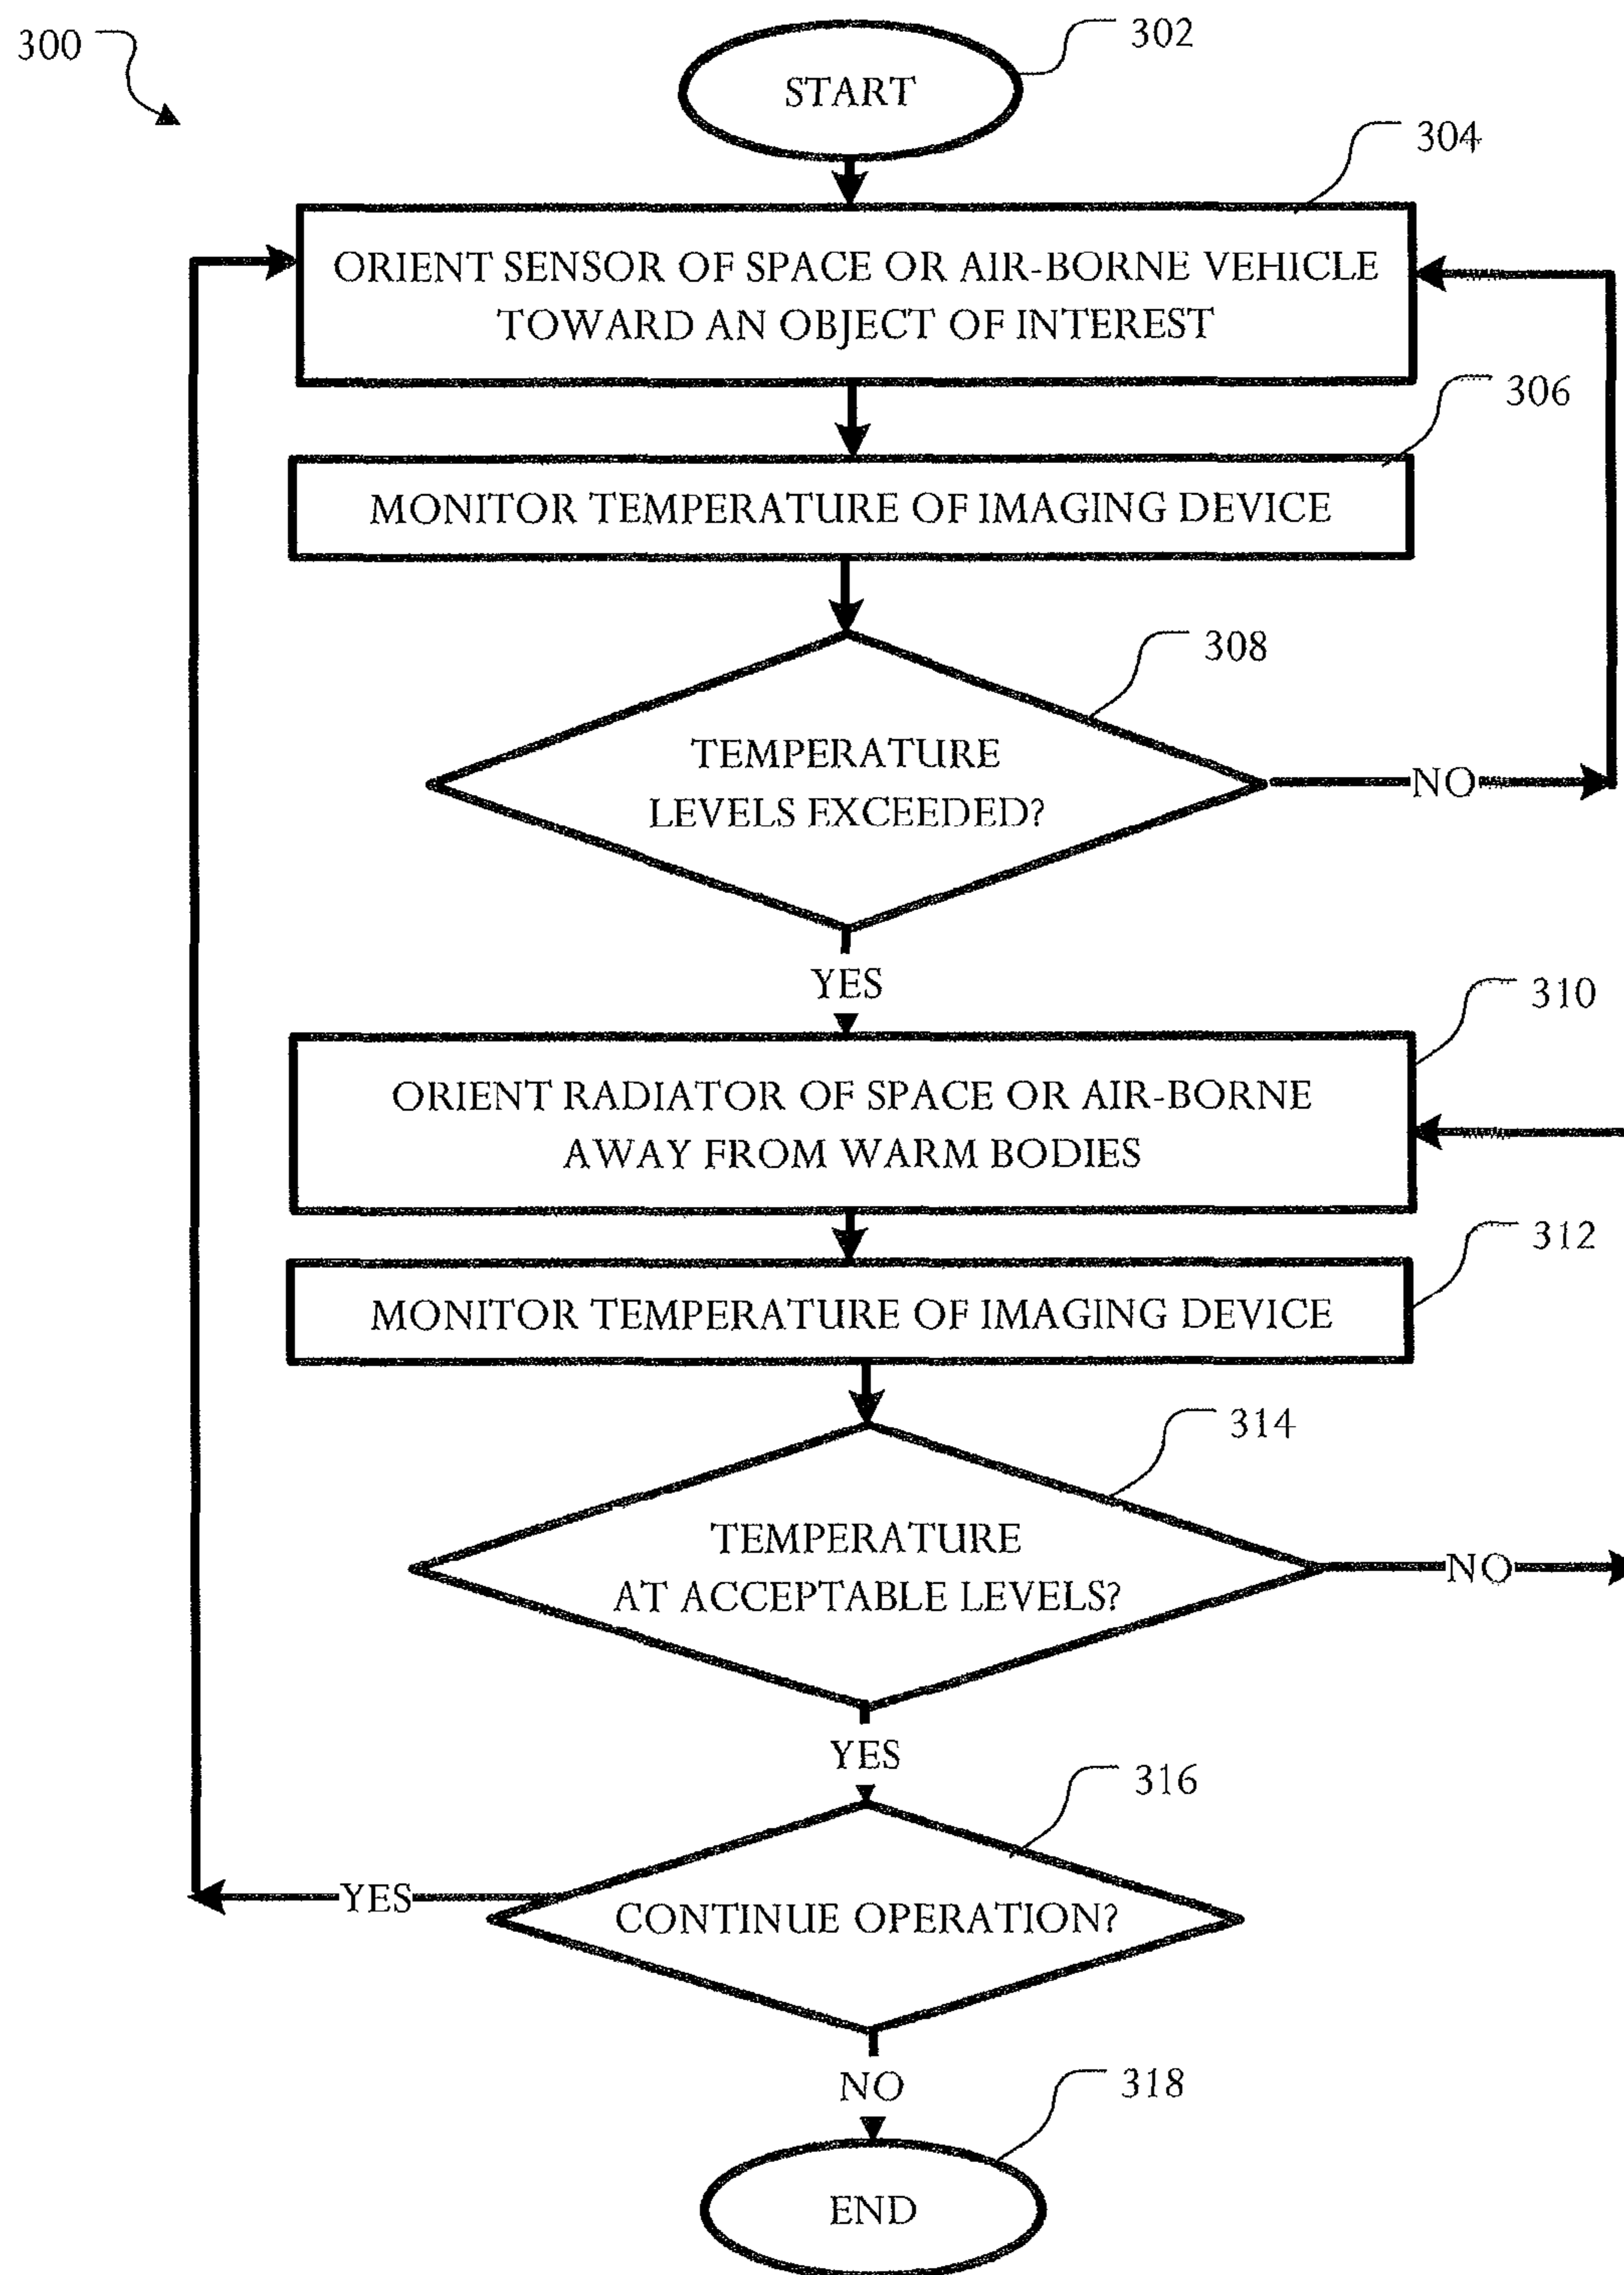 300
302
START
304
ORIENT SENSOR OF SPACE OR AIR-BORNE VEHICLE
TOWARD AN OBJECT OF INTEREST
306
MONITOR TEMPERATURE OF IMAGING DEVICE
308
TEMPERATURE
LEVELS EXCEEDED?
NO
YES
310
ORIENT RADIATOR OF SPACE OR AIR-BORNE
AWAY FROM WARM BODIES
312
MONITOR TEMPERATURE OF IMAGING DEVICE
314
TEMPERATURE
AT ACCEPTABLE LEVELS?
NO
YES
316
YES
CONTINUE OPERATION?
NO
318
END